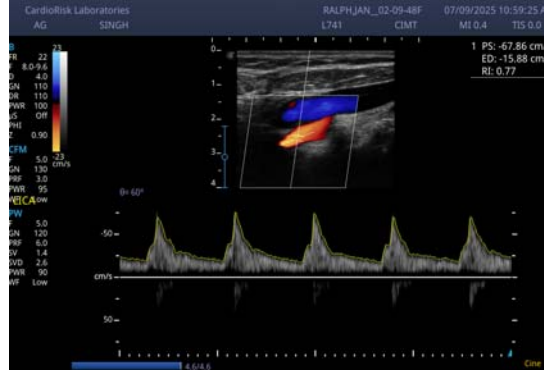 CardioRisk Laboratories RALPH,JAN__02-09-48F 07/09/2025 10:59:25 A
AG SINGH L741 CIMT MI 0.4 TIS 0.0
1 PS: -67.86 cm
ED: -15.88 cm
RI: 0.77
B
FR 22
F 8.0-9.6
D 4.0
GN 110
DR 110
PWR 100
µS Off
PHI
Z 0.90
23
-23
cm/s
CFM
F 5.0
GN 130
PRF 3.0
PWR 95
WF Low
LICA
PW
F 5.0
GN 120
PRF 6.0
SV 1.4
SVD 2.6
PWR 90
WF Low
0
1
2
3
4
θ= 60°
-50
cm/s
50
4.6/4.6
Cine